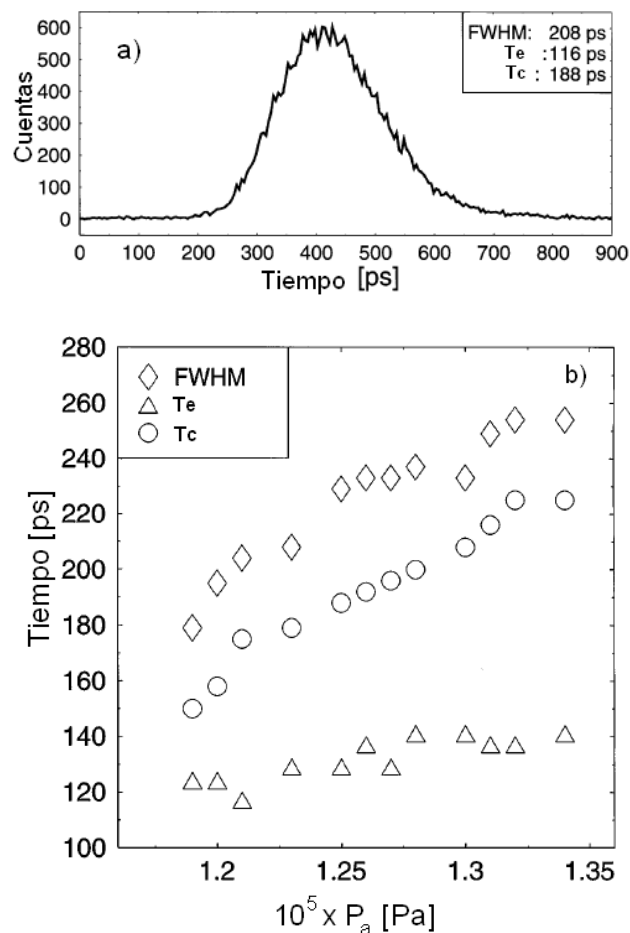 a)
FWHM: 208 ps
Te :116 ps
Tc : 188 ps
Cuentas
600
500
400
300
200
100
0
0 100 200 300 400 500 600 700 800 900
Tiempo [ps]
b)
FWHM
Te
Tc
Tiempo [ps]
280
260
240
220
200
180
160
140
120
100
1.2 1.25 1.3 1.35
10⁵ x Pₐ [Pa]